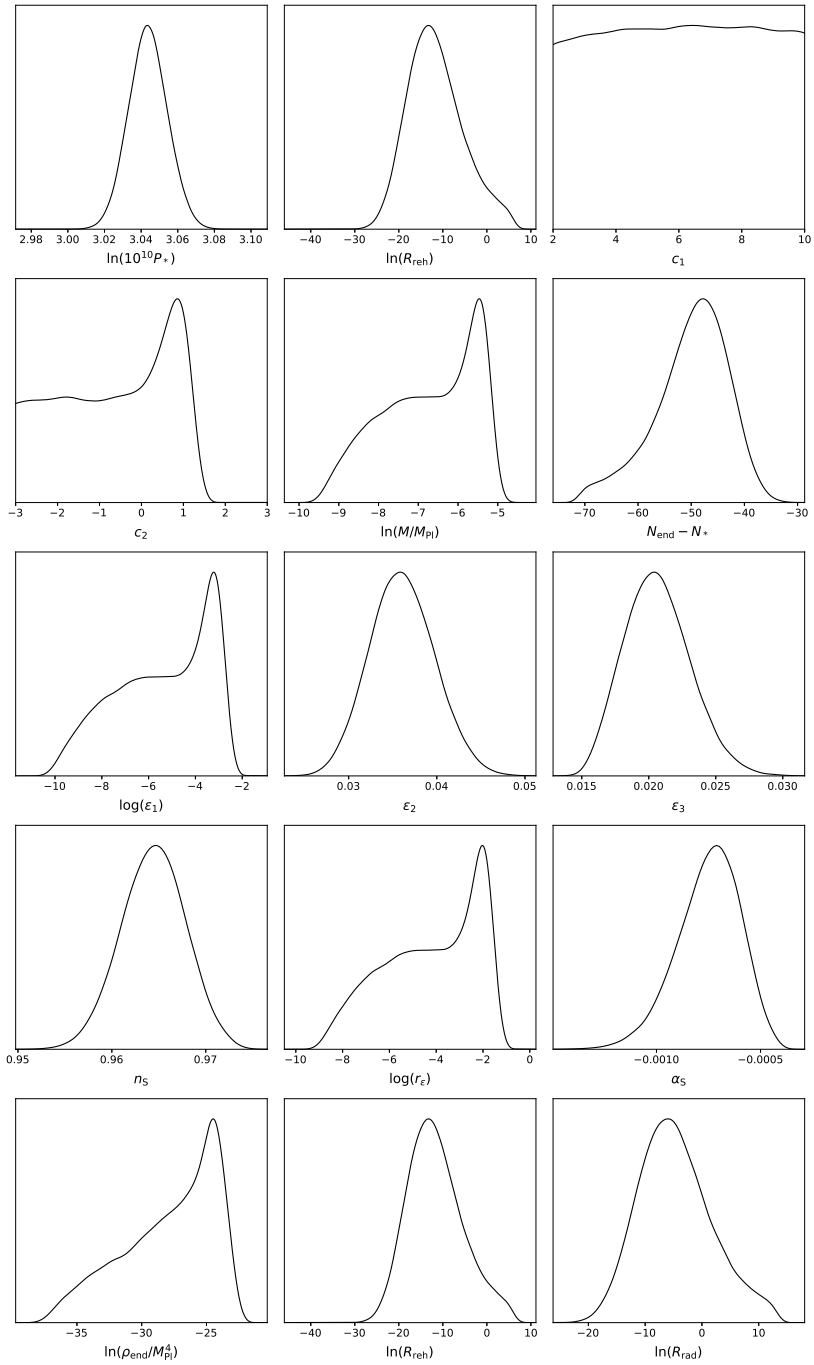 2.98 3.00 3.02 3.04 3.06 3.08 3.10
ln(10¹⁰P∗)
−40 −30 −20 −10 0 10
ln(R_reh)
2 4 6 8 10
c₁
−3 −2 −1 0 1 2 3
c₂
−10 −9 −8 −7 −6 −5
ln(M/M_Pl)
−70 −60 −50 −40 −30
N_end − N∗
−10 −8 −6 −4 −2
log(ε₁)
0.03 0.04 0.05
ε₂
0.015 0.020 0.025 0.030
ε₃
0.95 0.96 0.97
n_S
−10 −8 −6 −4 −2 0
log(r_ε)
−0.0010 −0.0005
α_S
−35 −30 −25
ln(ρ_end/M⁴_Pl)
−40 −30 −20 −10 0 10
ln(R_reh)
−20 −10 0 10
ln(R_rad)